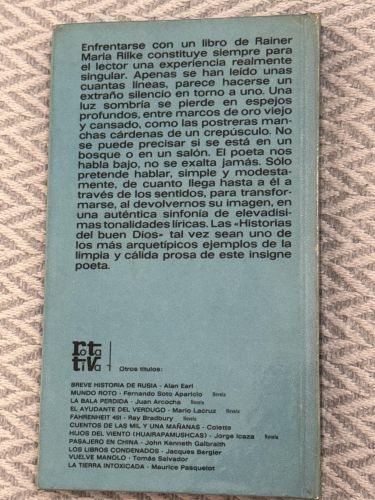 Enfrentarse con un libro de Rainer
Maria Rilke constituye siempre para
el lector una experiencia realmente
singular. Apenas se han leído unas
cuantas líneas, parece hacerse un
extraño silencio en torno a uno. Una
luz sombría se pierde en espejos
profundos, entre marcos de oro viejo
y cansado, como las postreras man-
chas cárdenas de un crepúsculo. No
se puede precisar si se está en un
bosque o en un salón. El poeta nos
habla bajo, no se exalta jamás. Sólo
pretende hablar, simple y modesta-
mente, de cuanto llega hasta a él a
través de los sentidos, para transfor-
marse, al devolvernos su imagen, en
una auténtica sinfonía de elevadísi-
mas tonalidades líricas. Las «Historias
del buen Dios» tal vez sean uno de
los más arquetípicos ejemplos de la
limpia y cálida prosa de este insigne
poeta.
rota
tiva
Otros títulos:
BREVE HISTORIA DE RUSIA - Alan Earl
MUNDO ROTO - Fernando Soto Aparicio Novela
LA BALA PERDIDA - Juan Arcocha Novela
EL AYUDANTE DEL VERDUGO - Mario Lacruz Novela
FAHRENHEIT 451 - Ray Bradbury Novela
CUENTOS DE LAS MIL Y UNA MAÑANAS - Colette
HIJOS DEL VIENTO (HUAIRAPAMUSHCAS) - Jorge Icaza Novela
PASAJERO EN CHINA - John Kenneth Galbraith
LOS LIBROS CONDENADOS - Jacques Bergier
VUELVE MANOLO - Tomás Salvador
LA TIERRA INTOXICADA - Maurice Pasquelot